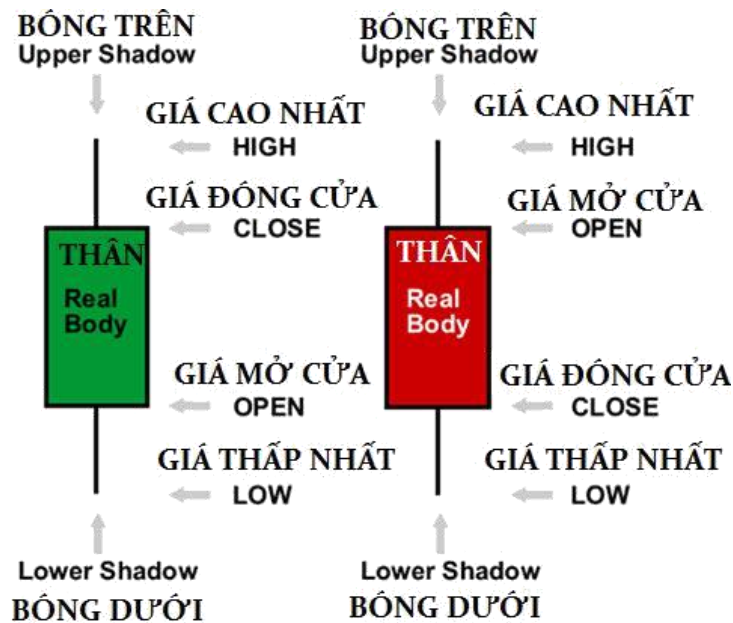 BÓNG TRÊN
Upper Shadow
GIÁ CAO NHẤT
HIGH
GIÁ ĐÓNG CỬA
CLOSE
THÂN
Real
Body
GIÁ MỞ CỬA
OPEN
GIÁ THẤP NHẤT
LOW
Lower Shadow
BÓNG DƯỚI
BÓNG TRÊN
Upper Shadow
GIÁ CAO NHẤT
HIGH
GIÁ MỞ CỬA
OPEN
THÂN
Real
Body
GIÁ ĐÓNG CỬA
CLOSE
GIÁ THẤP NHẤT
LOW
Lower Shadow
BÓNG DƯỚI